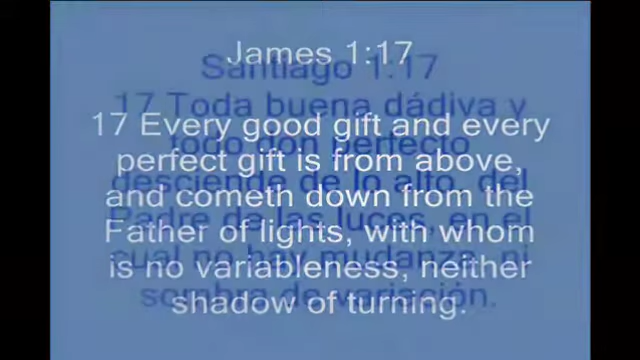 James 1:17
17 Every good gift and every
perfect gift is from above,
and cometh down from the
Father of lights, with whom
is no variableness, neither
shadow of turning.
Santiago 1:17
17 Toda buena dádiva y
todo don perfecto
desciende de lo alto, del
Padre de las luces, en el
cual no hay mudanza, ni
sombra de variación.